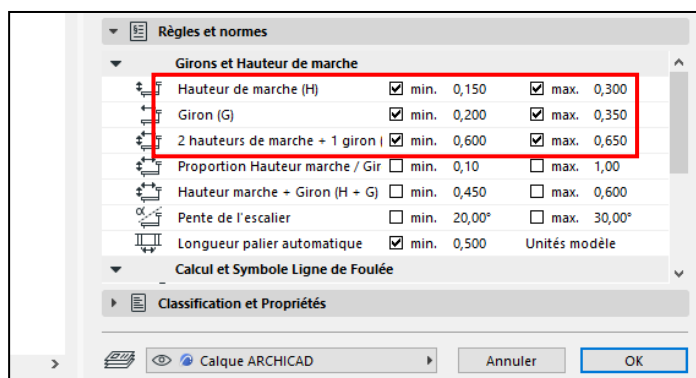 Règles et normes
Girons et Hauteur de marche
Hauteur de marche (H) min. 0,150 max. 0,300
Giron (G) min. 0,200 max. 0,350
2 hauteurs de marche + 1 giron ( min. 0,600 max. 0,650
Proportion Hauteur marche / Gir min. 0,10 max. 1,00
Hauteur marche + Giron (H + G) min. 0,450 max. 0,600
α Pente de l'escalier min. 20,00° max. 30,00°
Longueur palier automatique min. 0,500 Unités modèle
Calcul et Symbole Ligne de Foulée
Classification et Propriétés
Calque ARCHICAD Annuler OK